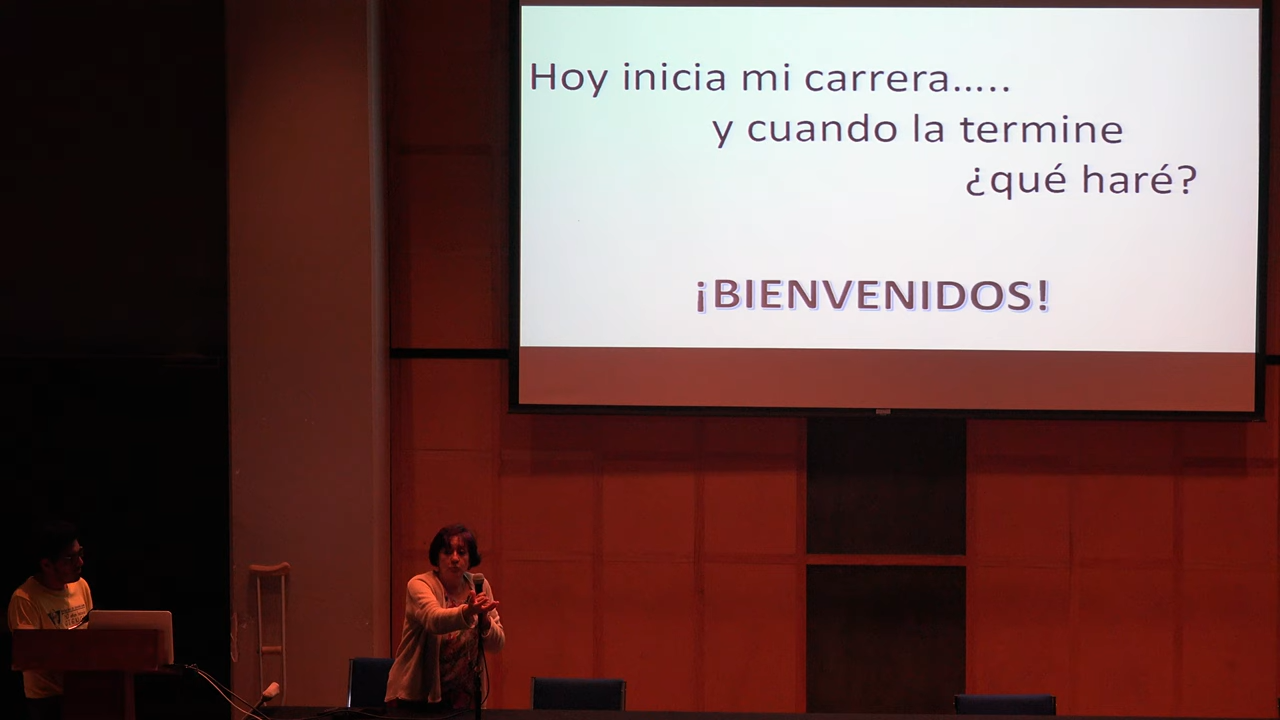 Hoy inicia mi carrera.....
y cuando la termine
¿qué haré?
¡BIENVENIDOS!